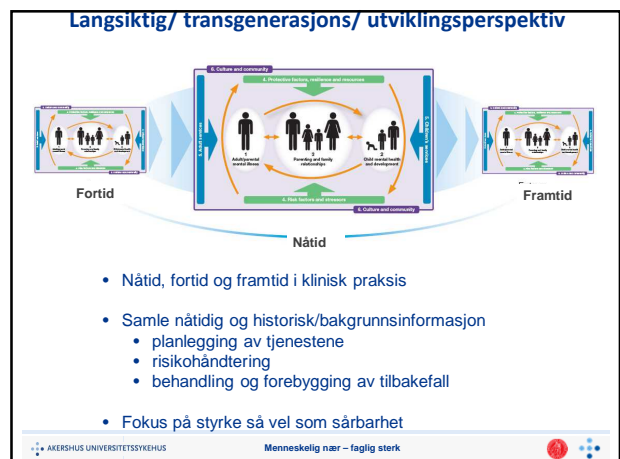 Langsiktig/ transgenerasjons/ utviklingsperspektiv
6. Culture and community
4. Protective factors, resilience and resources
5. Adult services
5. Children's services
1
Adult/parental
mental illness
3
Parenting and family
relationships
2
Child mental health
and development
4. Risk factors and stressors
6. Culture and community
Fortid
Nåtid
Framtid
• Nåtid, fortid og framtid i klinisk praksis
• Samle nåtidig og historisk/bakgrunnsinformasjon
• planlegging av tjenestene
• risikohåndtering
• behandling og forebygging av tilbakefall
• Fokus på styrke så vel som sårbarhet
AKERSHUS UNIVERSITETSSYKEHUS
Menneskelig nær – faglig sterk